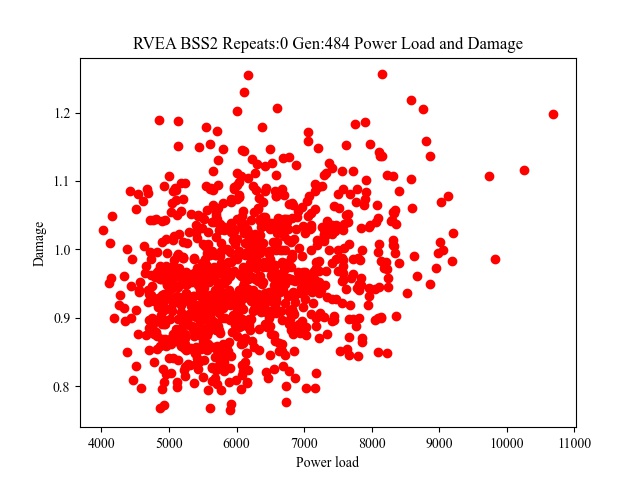 RVEA BSS2 Repeats:0 Gen:484 Power Load and Damage
1.2
1.1
1.0
0.9
0.8
Damage
4000 5000 6000 7000 8000 9000 10000 11000
Power load